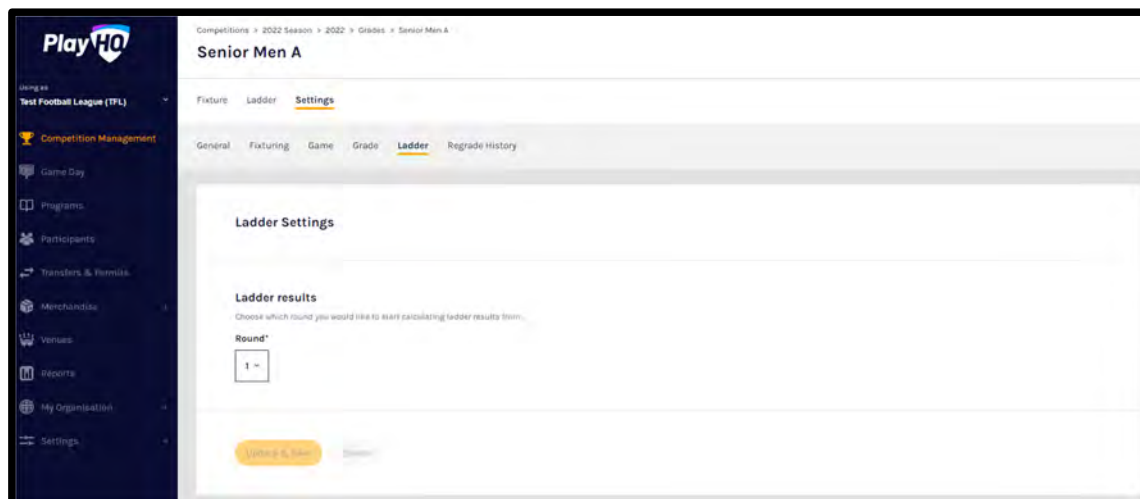 PlayHQ
Using as
Test Football League (TFL)
Competition Management
Game Day
Programs
Participants
Transfers & Permits
Merchandise
Venues
Reports
My Organisation
Settings
Competitions > 2022 Season > 2022 > Grades > Senior Men A
Senior Men A
Fixture Ladder Settings
General Fixturing Game Grade Ladder Regrade History
Ladder Settings
Ladder results
Choose which round you would like to start calculating ladder results from.
Round*
1
Update & Save